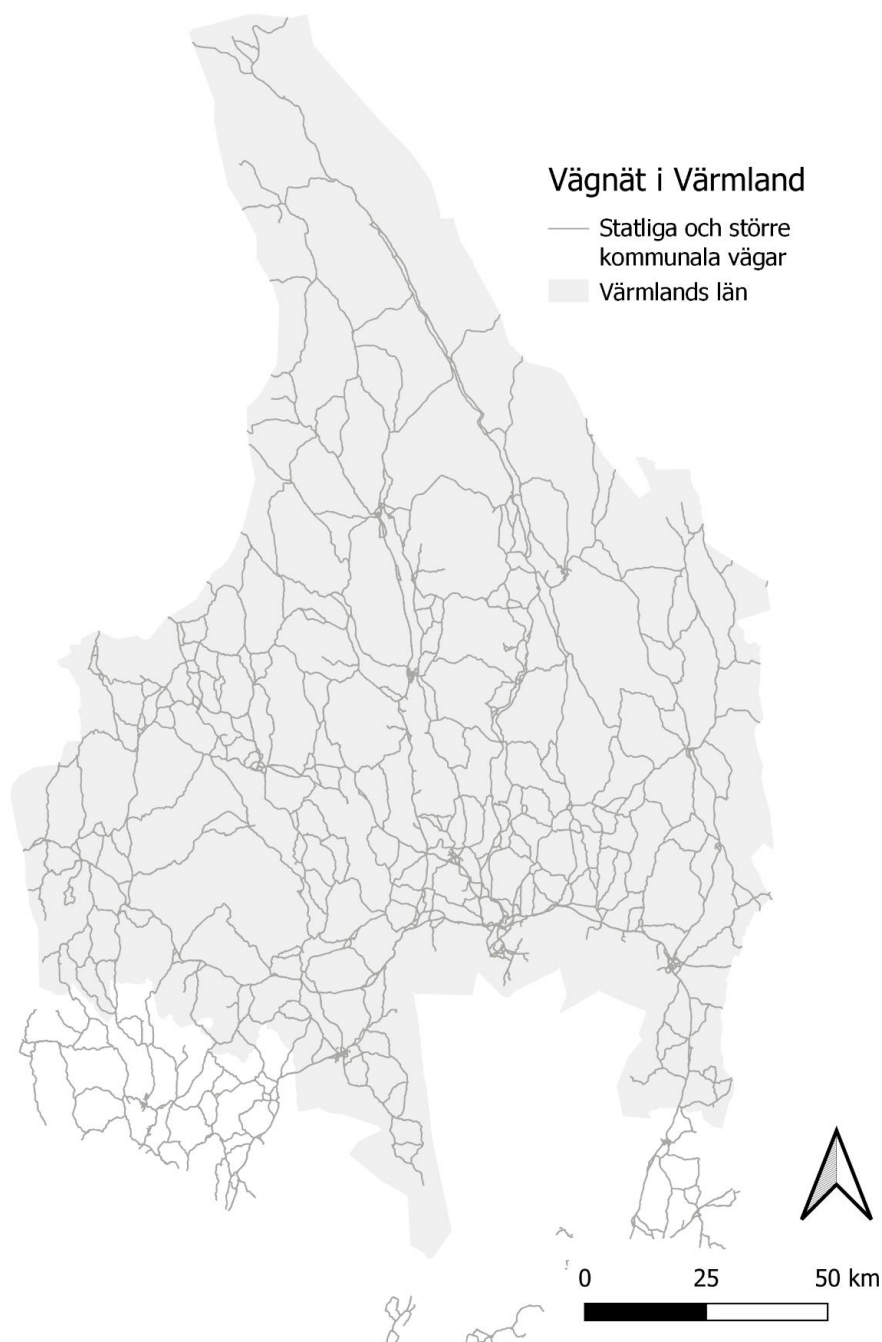 Vägnät i Värmland
Statliga och större
kommunala vägar
Värmlands län
0 25 50 km